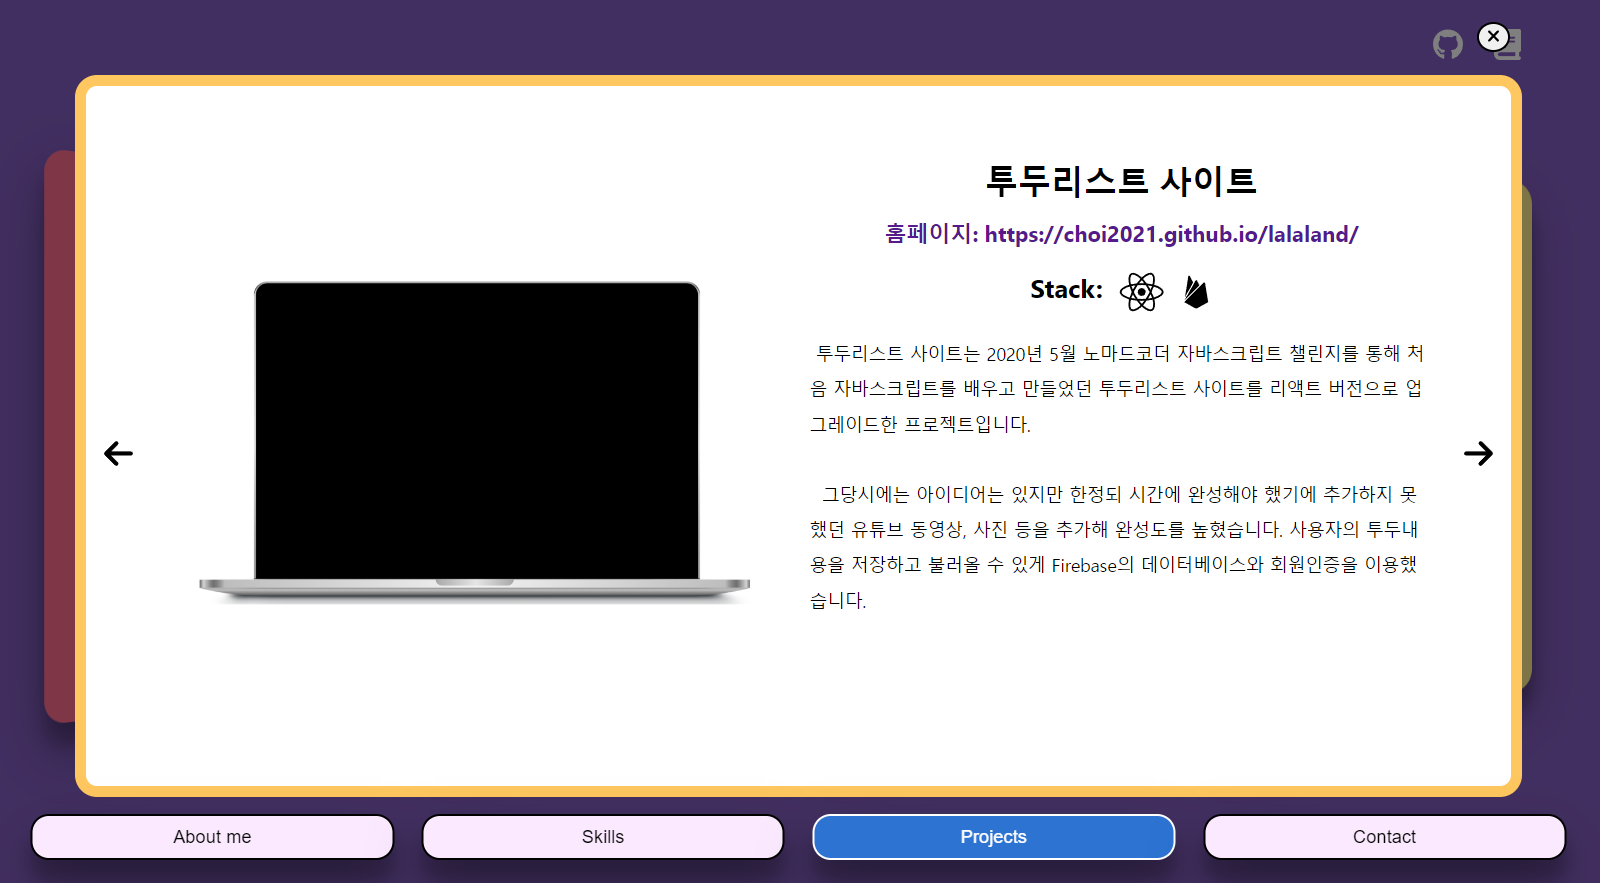 투두리스트 사이트
홈페이지: https://choi2021.github.io/lalaland/
Stack:
투두리스트 사이트는 2020년 5월 노마드코더 자바스크립트 챌린지를 통해 처
음 자바스크립트를 배우고 만들었던 투두리스트 사이트를 리액트 버전으로 업
그레이드한 프로젝트입니다.
그당시에는 아이디어는 있지만 한정되 시간에 완성해야 했기에 추가하지 못
했던 유튜브 동영상, 사진 등을 추가해 완성도를 높혔습니다. 사용자의 투두내
용을 저장하고 불러올 수 있게 Firebase의 데이터베이스와 회원인증을 이용했
습니다.
About me
Skills
Projects
Contact